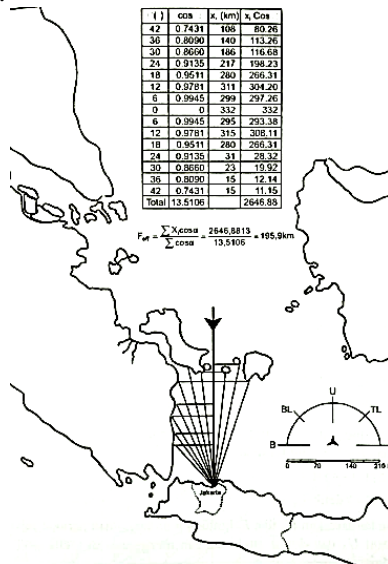 ( ) cos x, (km) x, Cos
42 0.7431 108 80.26
36 0.8090 140 113.26
30 0.8660 186 116.68
24 0.9135 217 198.23
18 0.9511 280 266.31
12 0.9781 311 304.20
6 0.9945 299 297.26
0 0 332 332
6 0.9945 295 293.38
12 0.9781 315 308.11
18 0.9511 280 266.31
24 0.9135 31 28.32
30 0.8660 23 19.92
36 0.8090 15 12.14
42 0.7431 15 11.15
Total 13.5106 2646.88
F eff = ∑ X, cosα / ∑ cosα = 2646,8813 / 13,5106 = 195,9km
U
BL TL
B
0 70 140 210
Jakarta